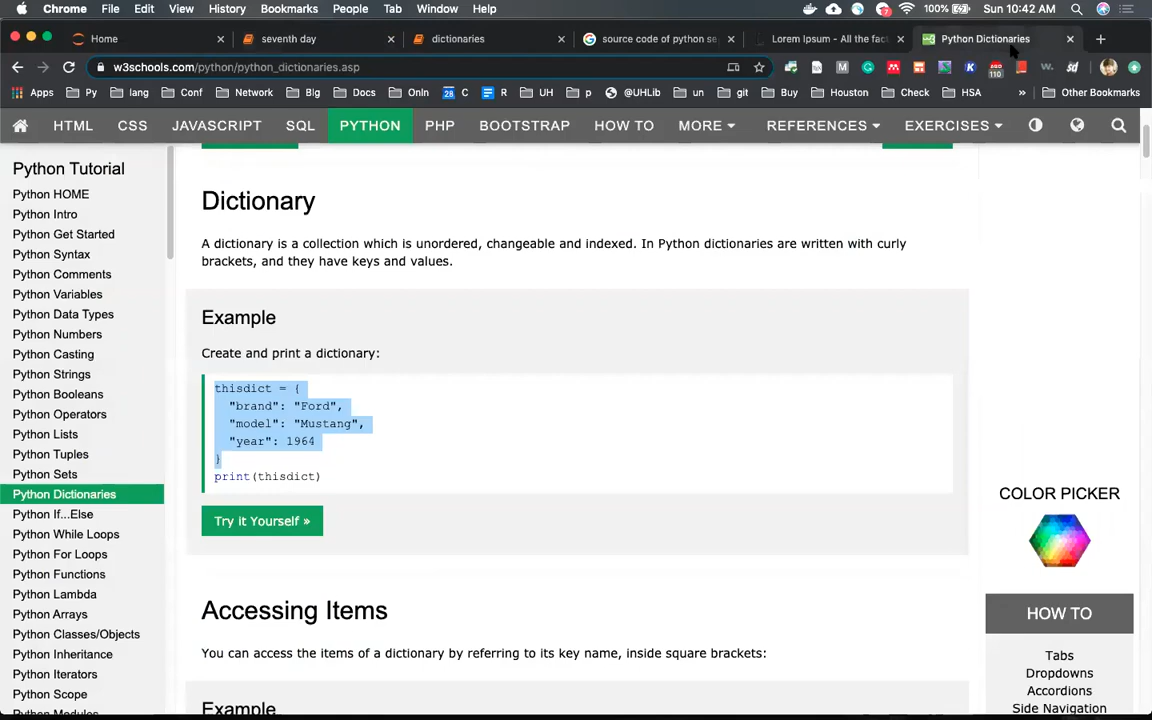 Chrome File Edit View History Bookmarks People Tab Window Help 7 100% Sun 10:42 AM
Home seventh day dictionaries source code of python se Lorem Ipsum - All the fact Python Dictionaries
w3schools.com/python/python_dictionaries.asp
Apps Py lang Conf Network Big Docs OnIn 28 C R UH p @UHLib un git Buy Houston Check HSA » Other Bookmarks
HTML CSS JAVASCRIPT SQL PYTHON PHP BOOTSTRAP HOW TO MORE REFERENCES EXERCISES
Python Tutorial
Python HOME
Python Intro
Python Get Started
Python Syntax
Python Comments
Python Variables
Python Data Types
Python Numbers
Python Casting
Python Strings
Python Booleans
Python Operators
Python Lists
Python Tuples
Python Sets
Python Dictionaries
Python If...Else
Python While Loops
Python For Loops
Python Functions
Python Lambda
Python Arrays
Python Classes/Objects
Python Inheritance
Python Iterators
Python Scope
Python Modules
Dictionary
A dictionary is a collection which is unordered, changeable and indexed. In Python dictionaries are written with curly
brackets, and they have keys and values.
Example
Create and print a dictionary:
thisdict = {
"brand": "Ford",
"model": "Mustang",
"year": 1964
}
print(thisdict)
Try it Yourself »
Accessing Items
You can access the items of a dictionary by referring to its key name, inside square brackets:
Example
COLOR PICKER
HOW TO
Tabs
Dropdowns
Accordions
Side Navigation